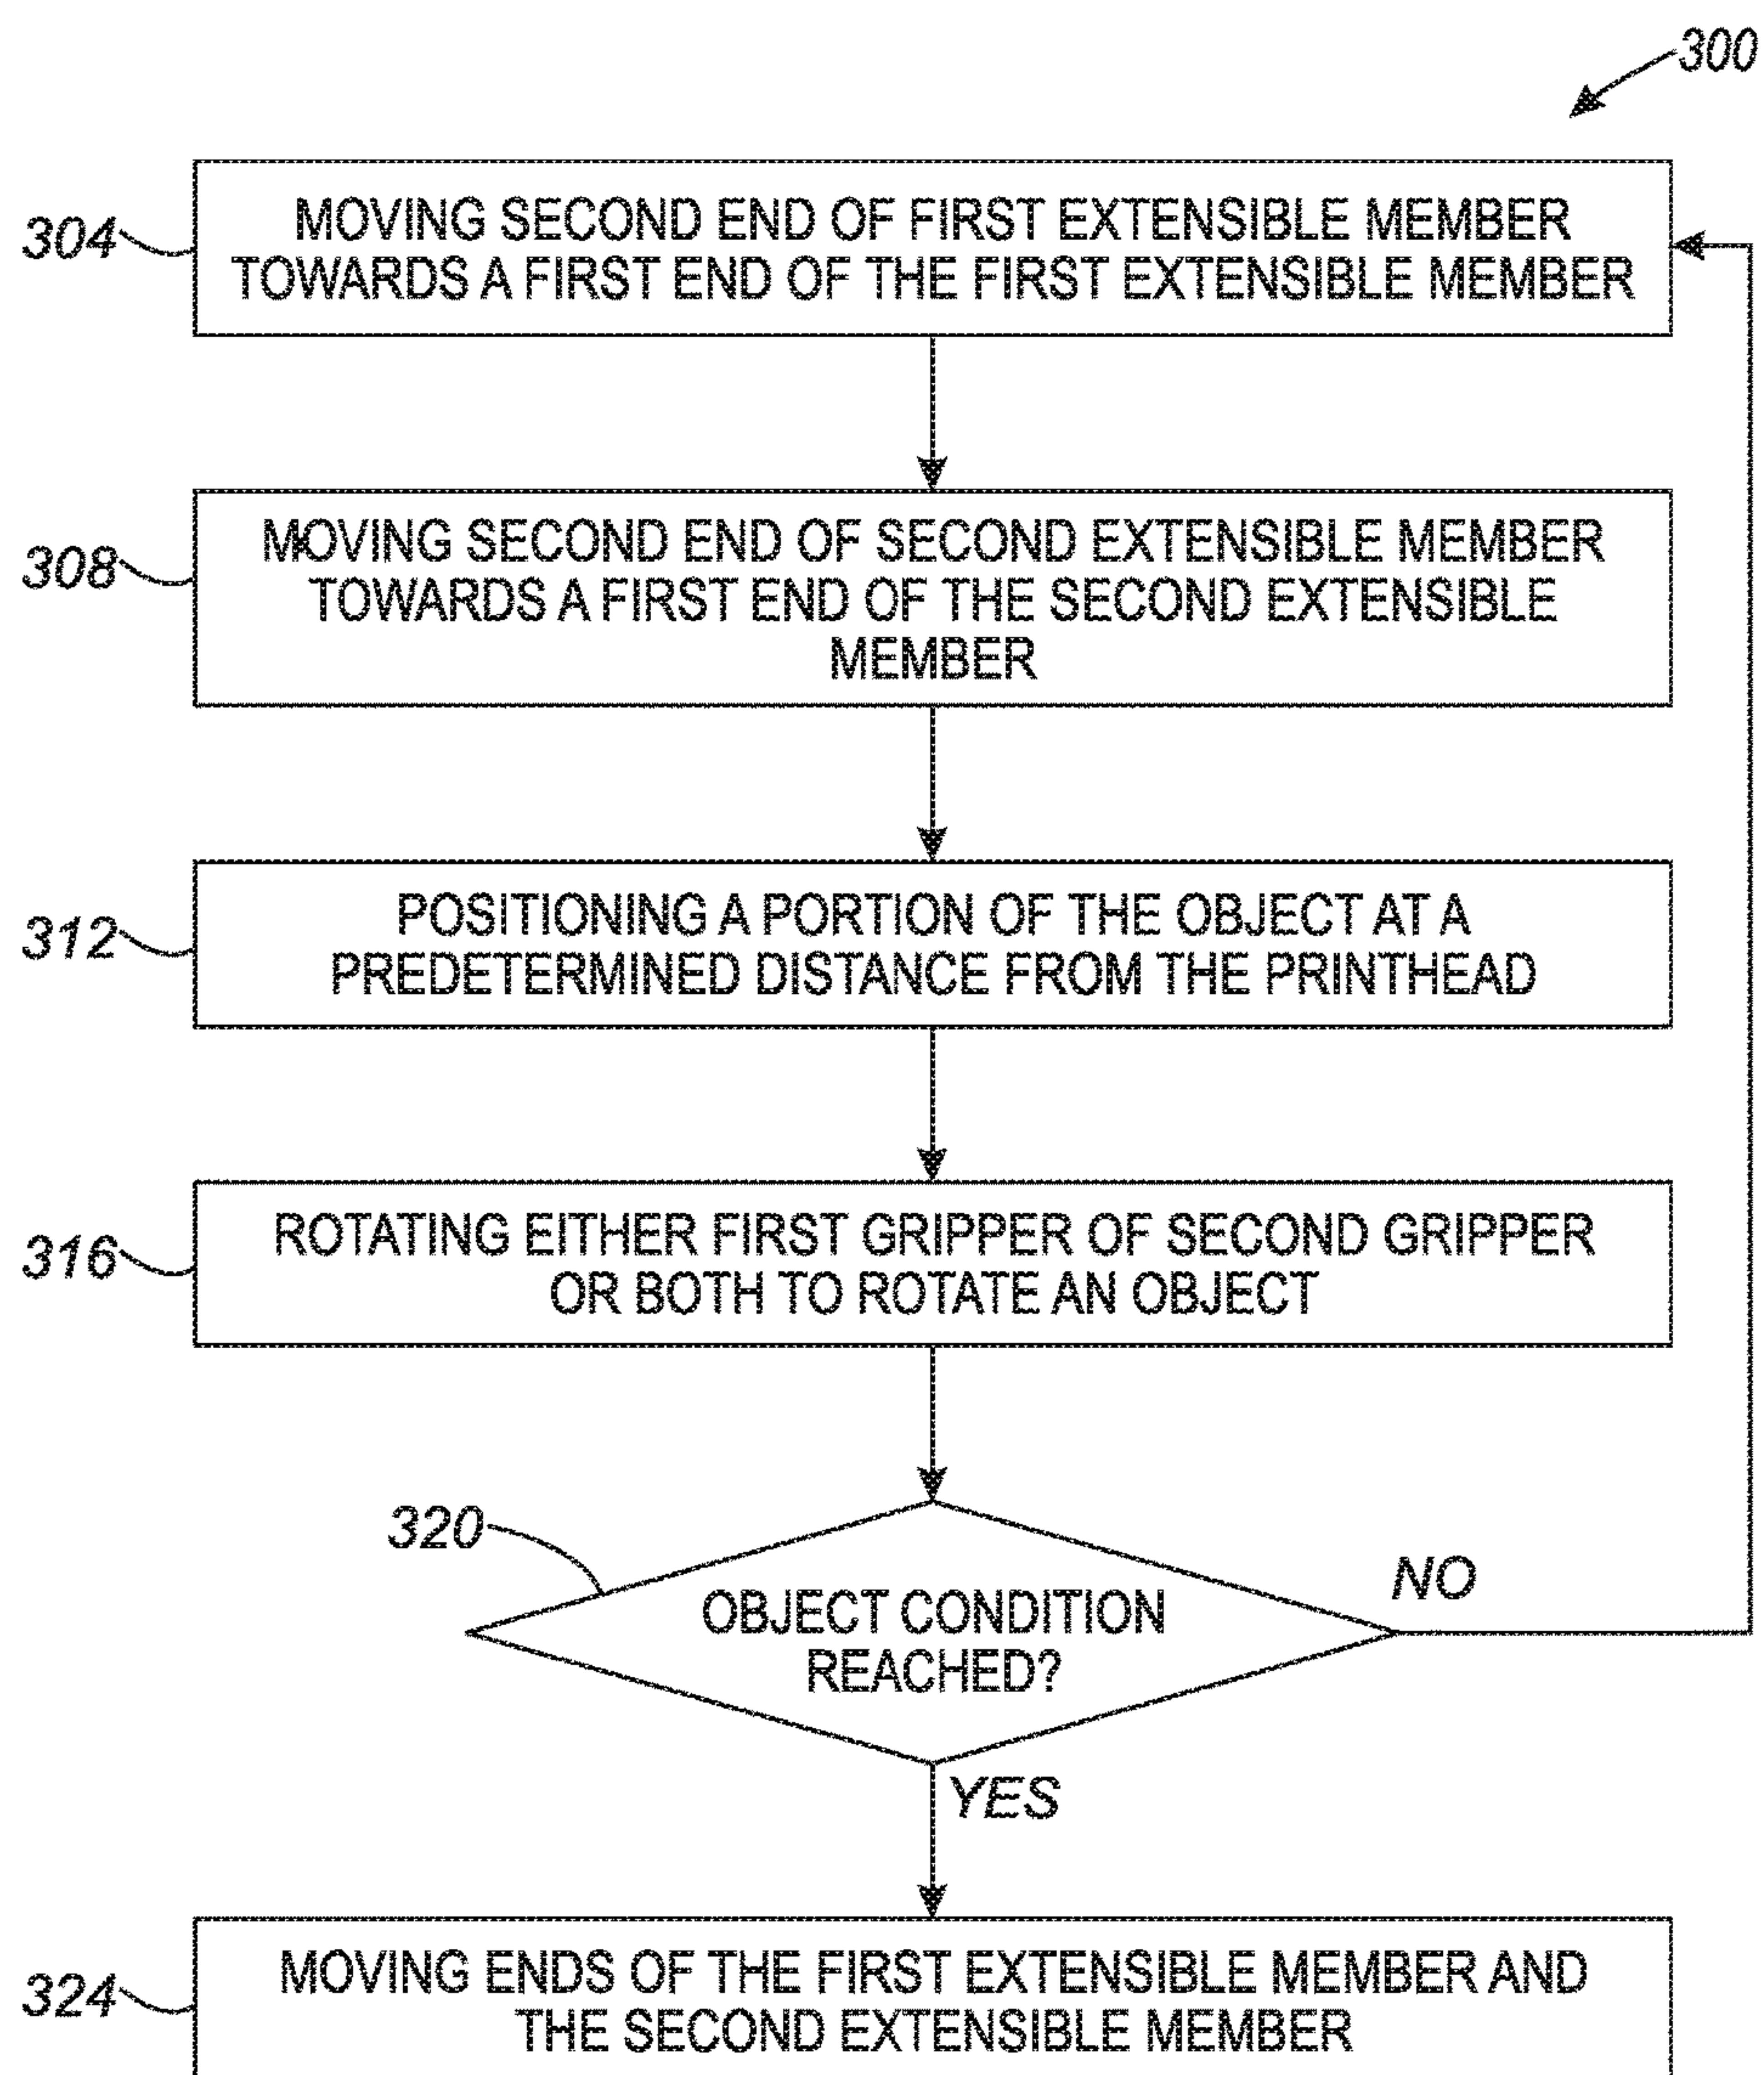 300
304
MOVING SECOND END OF FIRST EXTENSIBLE MEMBER
TOWARDS A FIRST END OF THE FIRST EXTENSIBLE MEMBER
308
MOVING SECOND END OF SECOND EXTENSIBLE MEMBER
TOWARDS A FIRST END OF THE SECOND EXTENSIBLE
MEMBER
312
POSITIONING A PORTION OF THE OBJECT AT A
PREDETERMINED DISTANCE FROM THE PRINTHEAD
316
ROTATING EITHER FIRST GRIPPER OF SECOND GRIPPER
OR BOTH TO ROTATE AN OBJECT
320
OBJECT CONDITION
REACHED?
NO
YES
324
MOVING ENDS OF THE FIRST EXTENSIBLE MEMBER AND
THE SECOND EXTENSIBLE MEMBER